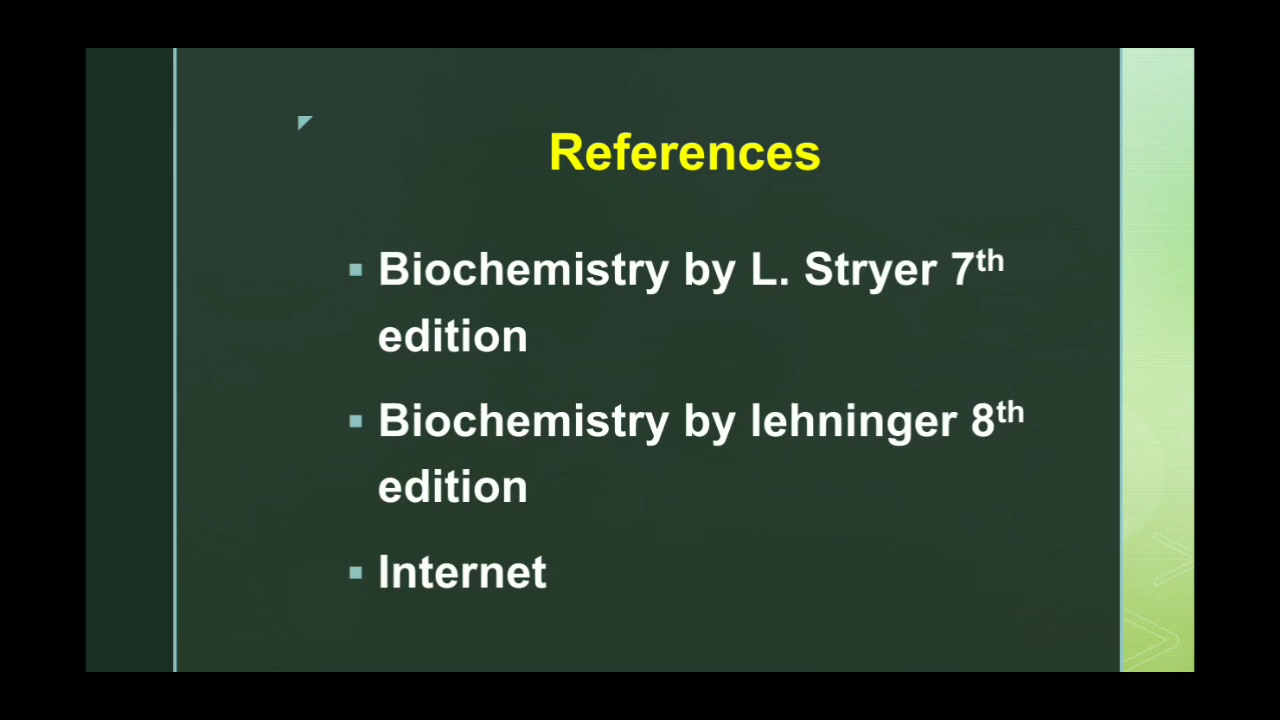 References
Biochemistry by L. Stryer 7th
edition
Biochemistry by lehninger 8th
edition
Internet